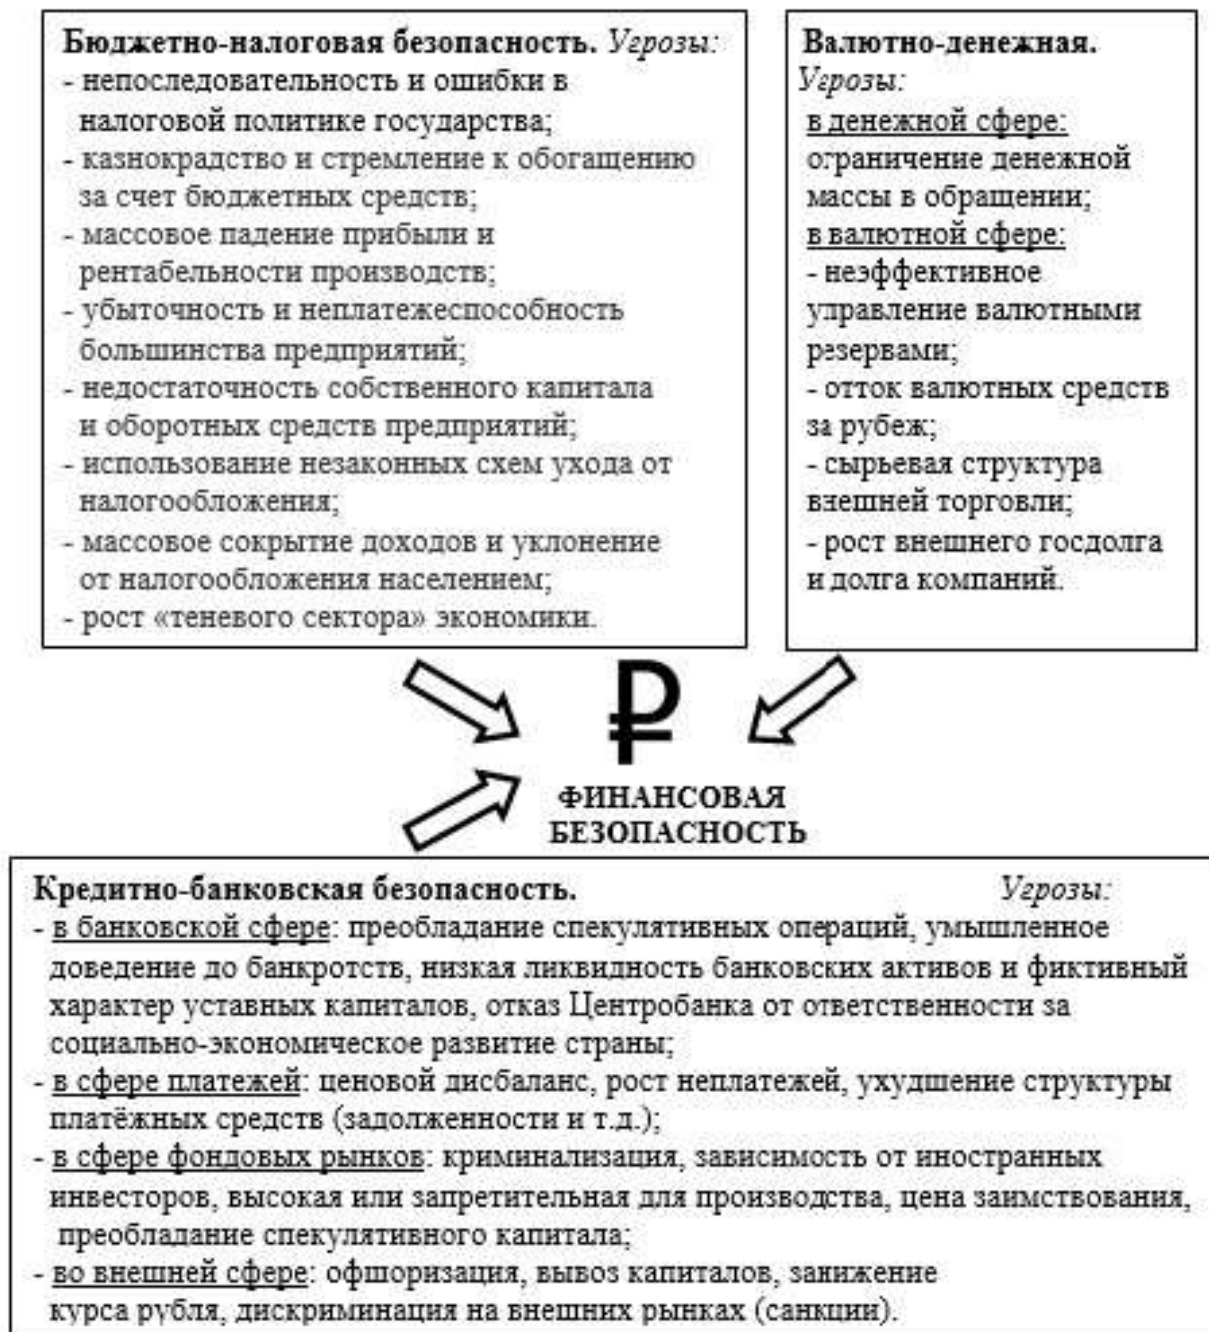 Бюджетно-налоговая безопасность. Угрозы:
- непоследовательность и ошибки в
налоговой политике государства;
- казнокрадство и стремление к обогащению
за счет бюджетных средств;
- массовое падение прибыли и
рентабельности производств;
- убыточность и неплатежеспособность
большинства предприятий;
- недостаточность собственного капитала
и оборотных средств предприятий;
- использование незаконных схем ухода от
налогообложения;
- массовое сокрытие доходов и уклонение
от налогообложения населением;
- рост «теневого сектора» экономики.
Валютно-денежная.
Угрозы:
в денежной сфере:
ограничение денежной
массы в обращении;
в валютной сфере:
- неэффективное
управление валютными
резервами;
- отток валютных средств
за рубеж;
- сырьевая структура
внешней торговли;
- рост внешнего госдолга
и долга компаний.
₽
ФИНАНСОВАЯ
БЕЗОПАСНОСТЬ
Кредитно-банковская безопасность. Угрозы:
- в банковской сфере: преобладание спекулятивных операций, умышленное
доведение до банкротств, низкая ликвидность банковских активов и фиктивный
характер уставных капиталов, отказ Центробанка от ответственности за
социально-экономическое развитие страны;
- в сфере платежей: ценовой дисбаланс, рост неплатежей, ухудшение структуры
платёжных средств (задолженности и т.д.);
- в сфере фондовых рынков: криминализация, зависимость от иностранных
инвесторов, высокая или запретительная для производства, цена заимствования,
преобладание спекулятивного капитала;
- во внешней сфере: офшоризация, вывоз капиталов, занижение
курса рубля, дискриминация на внешних рынках (санкции).